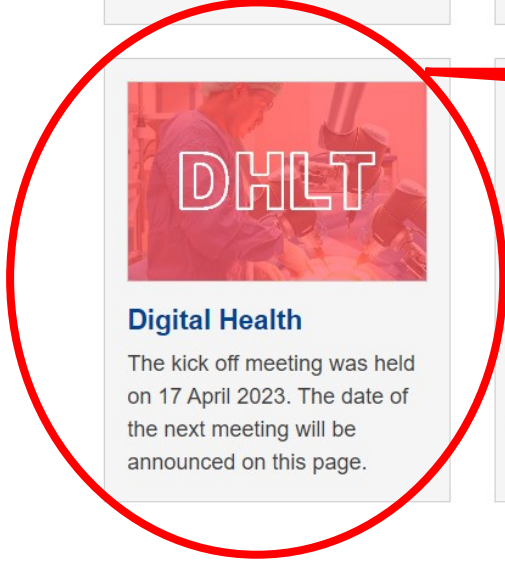 DHLT
Digital Health
The kick off meeting was held
on 17 April 2023. The date of
the next meeting will be
announced on this page.